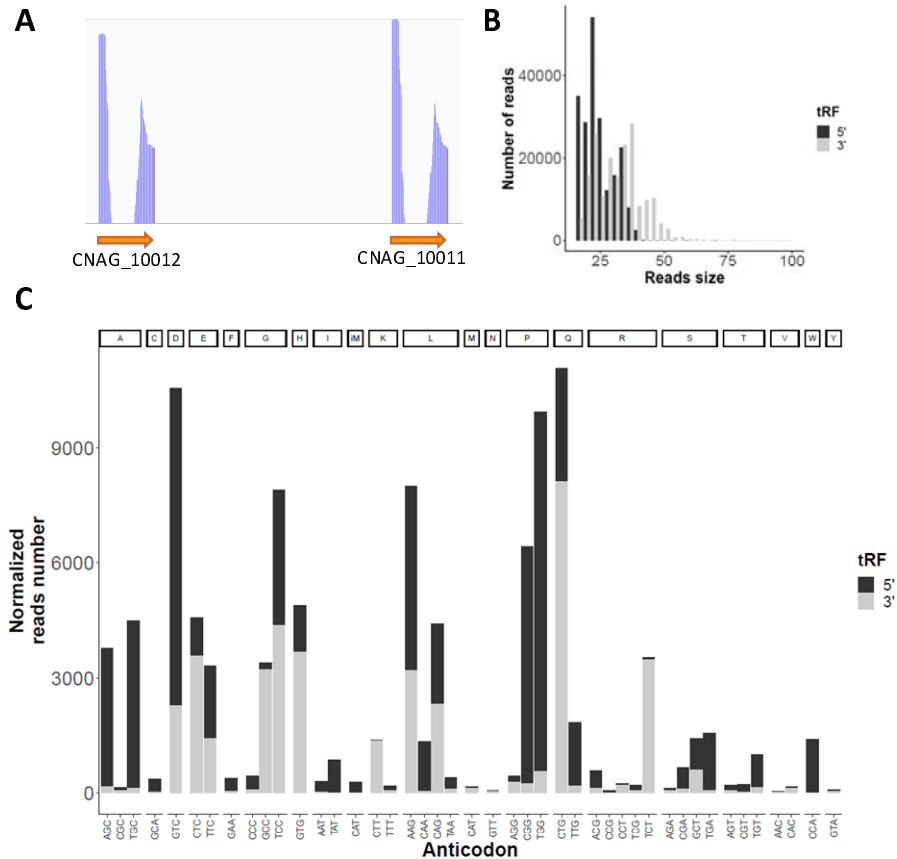 A
B
CNAG_10012
CNAG_10011
Number of reads
40000
20000
0
25
50
75
100
Reads size
tRF
5'
3'
C
A C D E F G H I iM K L M N P Q R S T V W Y
Normalized
reads number
9000
6000
3000
0
AGC CGC TGC GCA GTC CTC TTC GAA CCC GCC TCC GTG AAT TAT CAT CTT TTT AAG CAA CAG TAA CAT GTT AGG CGG TGG CTG TTG ACG CCG CCT TCG TCT AGA CGA GCT TGA AGT CGT TGT AAC CAC CCA GTA
Anticodon
tRF
5'
3'